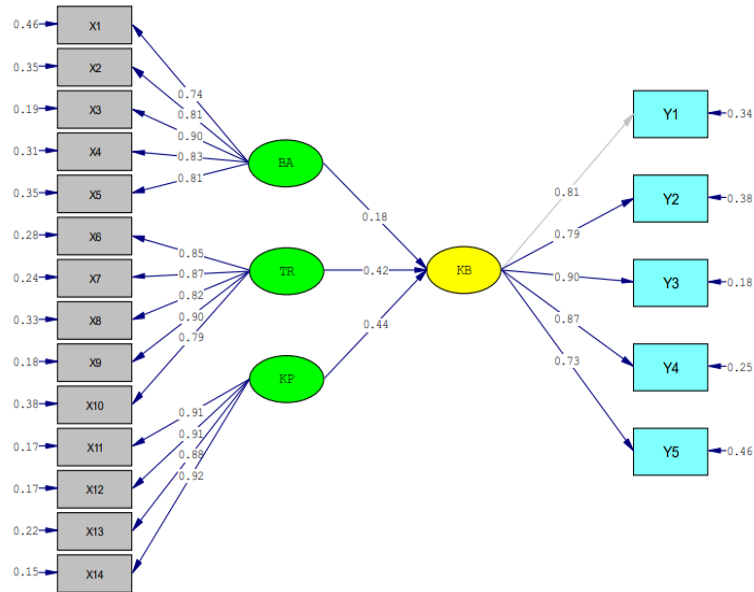 0.46 X1
0.35 X2
0.19 X3
0.31 X4
0.35 X5
0.28 X6
0.24 X7
0.33 X8
0.18 X9
0.38 X10
0.17 X11
0.17 X12
0.22 X13
0.15 X14
0.74
0.81
0.90
0.83
0.81
0.85
0.87
0.82
0.90
0.79
0.91
0.91
0.88
0.92
BA
TR
KP
0.18
0.42
0.44
KB
0.81
0.79
0.90
0.87
0.73
Y1 0.34
Y2 0.38
Y3 0.18
Y4 0.25
Y5 0.46